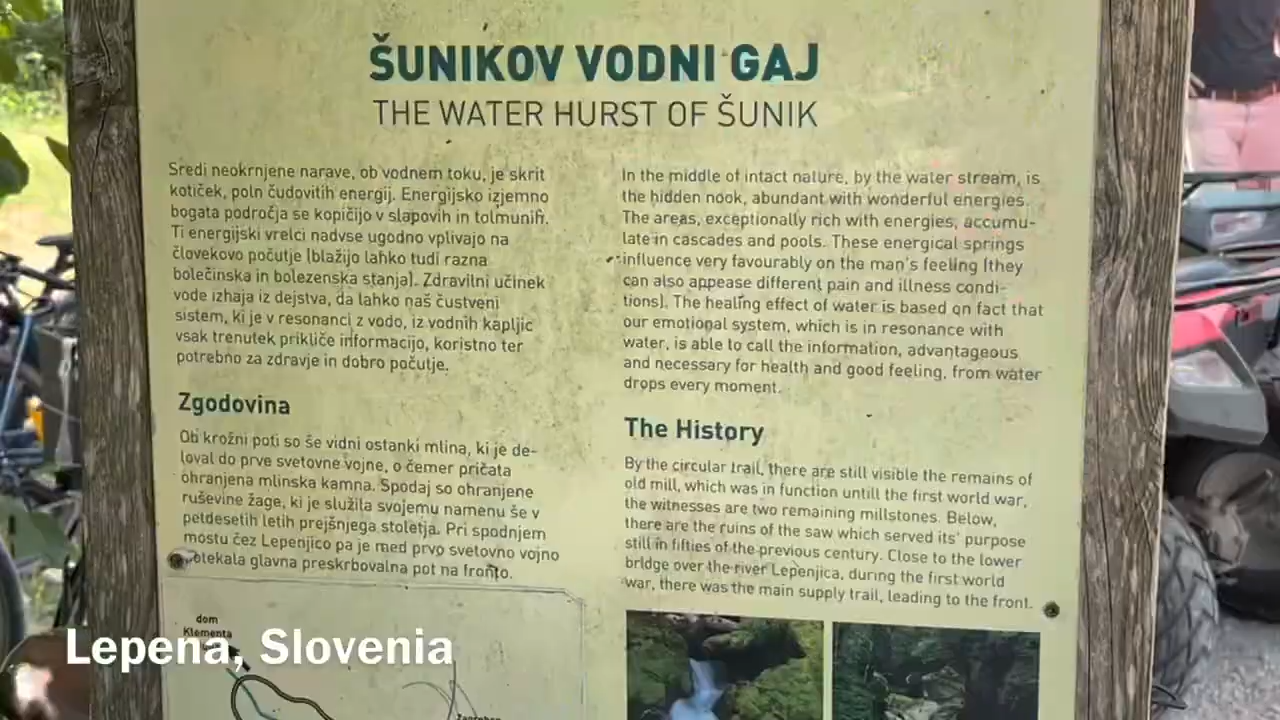 ŠUNIKOV VODNI GAJ
THE WATER HURST OF ŠUNIK
Sredi neokrnjene narave, ob vodnem toku, je skrit
kotiček, poln čudovitih energij. Energijsko izjemno
bogata področja se kopičijo v slapovih in tolmunih.
Ti energijski vrelci nadvse ugodno vplivajo na
človekovo počutje (blažijo lahko tudi razna
bolečinska in bolezenska stanja). Zdravilni učinek
vode izhaja iz dejstva, da lahko naš čustveni
sistem, ki je v resonanci z vodo, iz vodnih kapljic
vsak trenutek prikliče informacijo, koristno ter
potrebno za zdravje in dobro počutje.
Zgodovina
Ob krožni poti so še vidni ostanki mlina, ki je de-
loval do prve svetovne vojne, o čemer pričata
ohranjena mlinska kamna. Spodaj so ohranjene
ruševine žage, ki je služila svojemu namenu še v
petdesetih letih prejšnjega stoletja. Pri spodnjem
mostu čez Lepenjico pa je med prvo svetovno vojno
potekala glavna preskrbovalna pot na fronto.
In the middle of intact nature, by the water stream, is
the hidden nook, abundant with wonderful energies.
The areas, exceptionally rich with energies, accumu-
late in cascades and pools. These energical springs
influence very favourably on the man's feeling (they
can also appease different pain and illness condi-
tions). The healing effect of water is based on fact that
our emotional system, which is in resonance with
water, is able to call the information, advantageous
and necessary for health and good feeling, from water
drops every moment.
The History
By the circular trail, there are still visible the remains of
old mill, which was in function untill the first world war,
the witnesses are two remaining millstones. Below,
there are the ruins of the saw which served its' purpose
still in fifties of the previous century. Close to the lower
bridge over the river Lepenjica, during the first world
war, there was the main supply trail, leading to the front.
dom
Klementa
Lepena, Slovenia